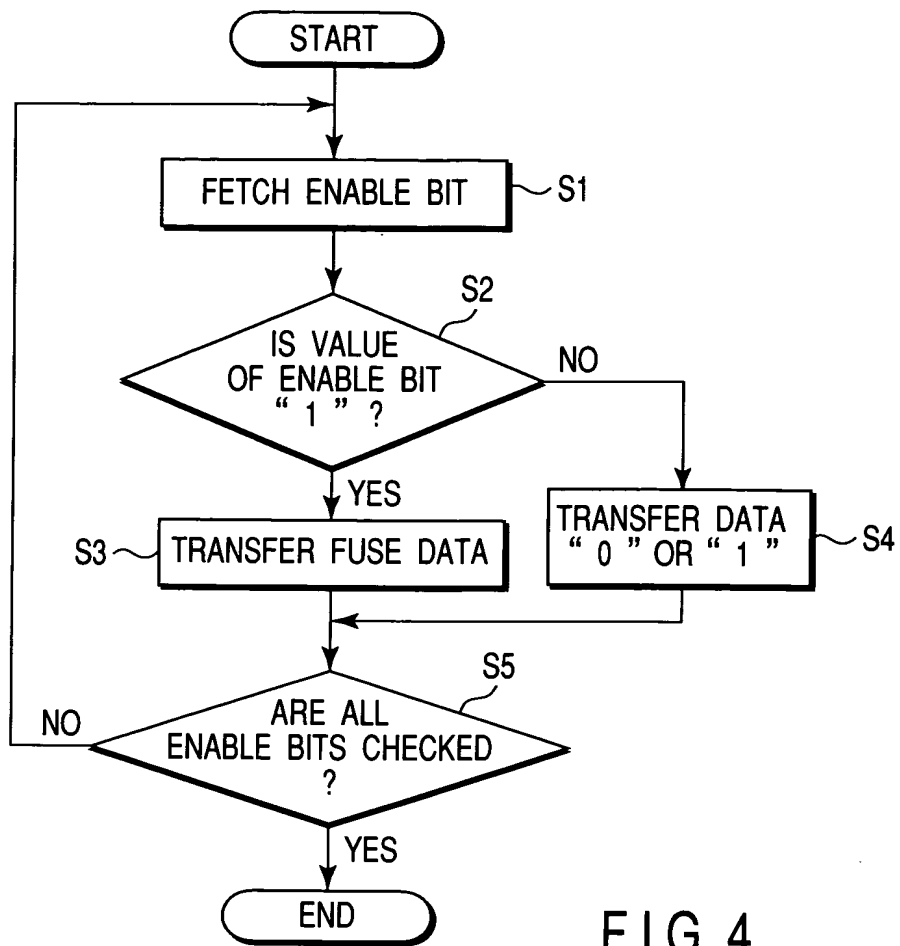 START
FETCH ENABLE BIT
S1
S2
IS VALUE
OF ENABLE BIT
“ 1 ” ?
NO
YES
S3
TRANSFER FUSE DATA
TRANSFER DATA
“ 0 ” OR “ 1 ”
S4
S5
NO
ARE ALL
ENABLE BITS CHECKED
?
YES
END
FIG. 4